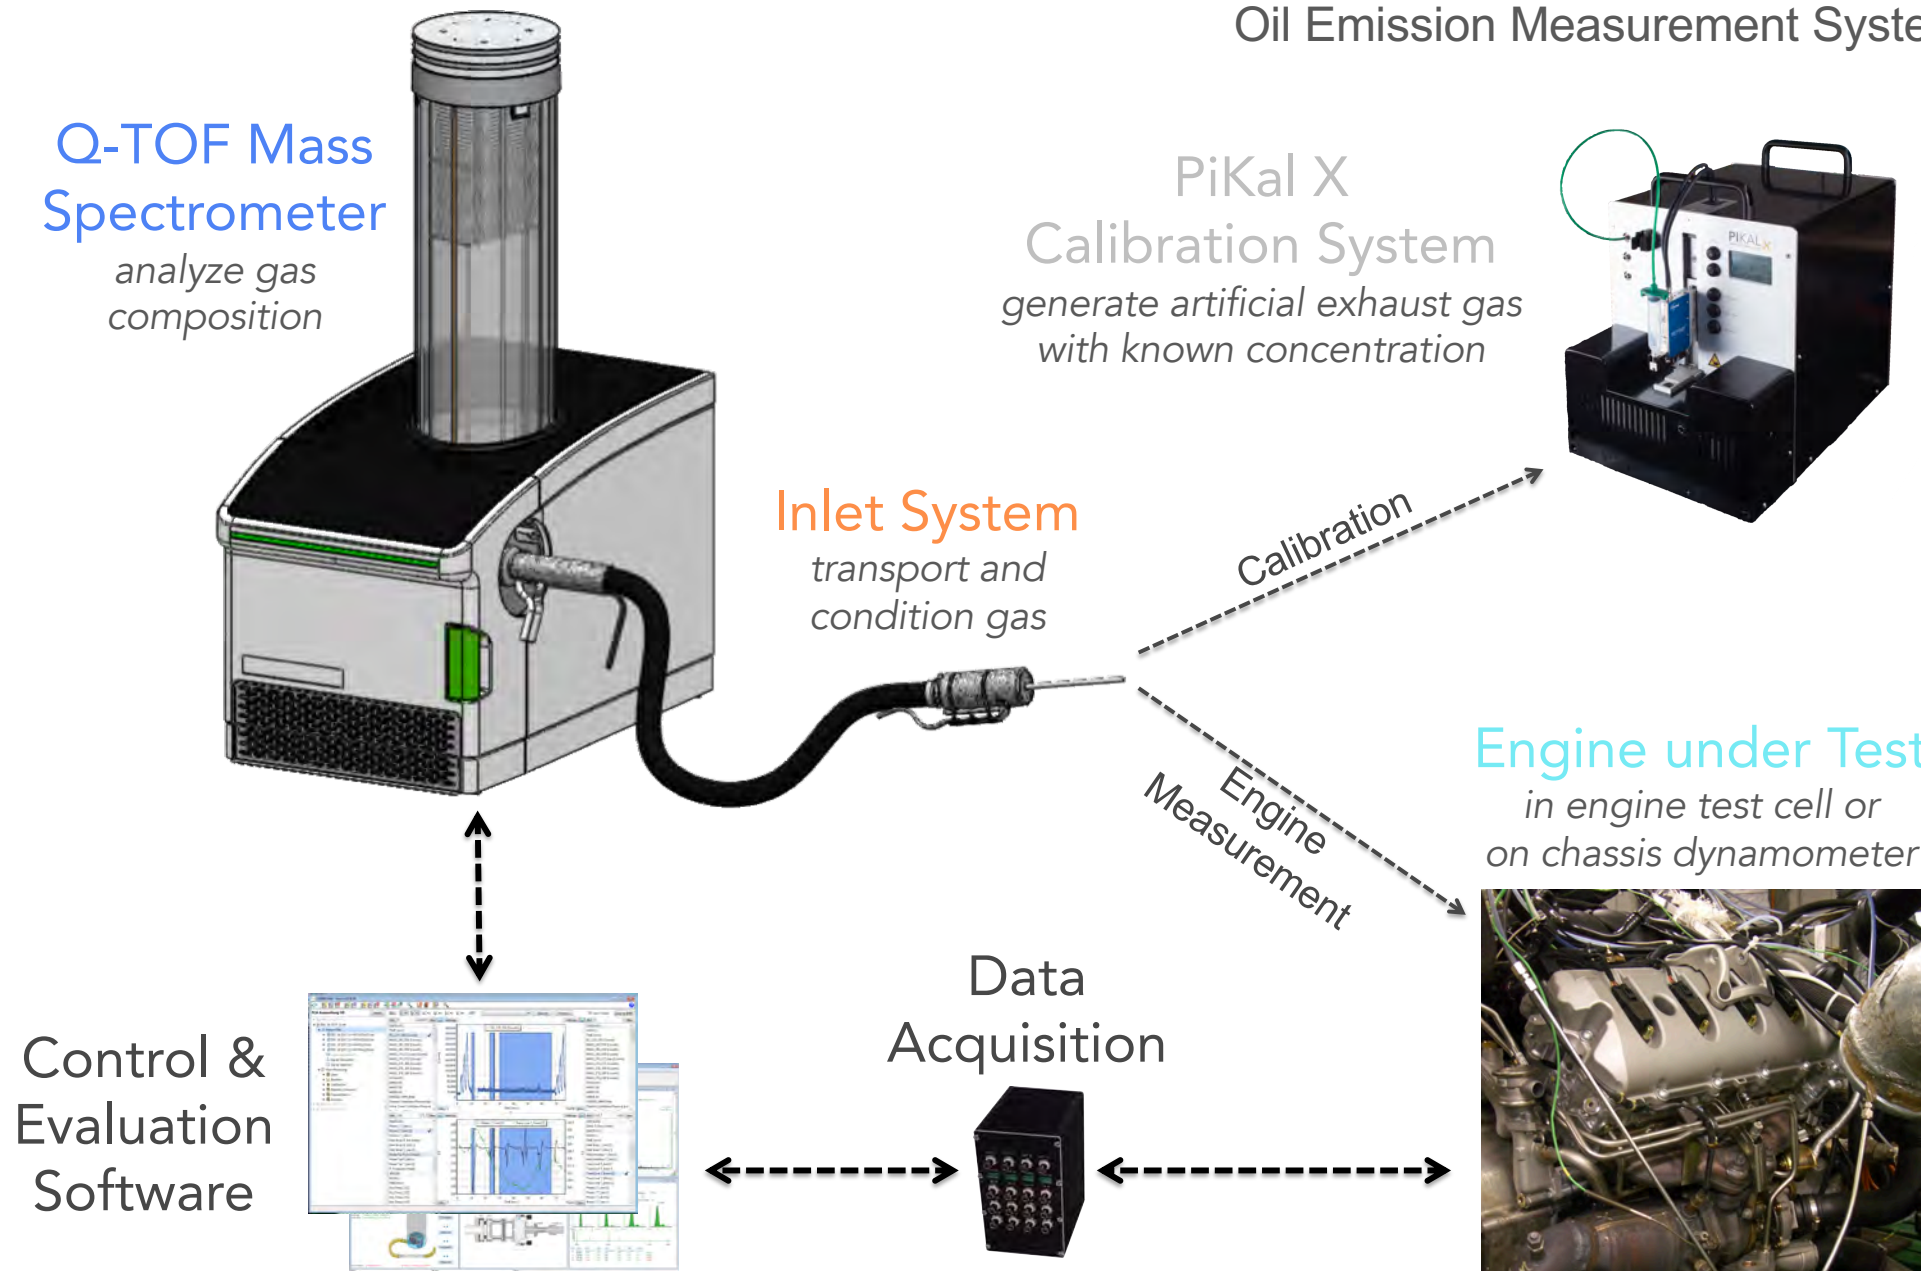 Oil Emission Measurement Syste
Q-TOF Mass
Spectrometer
analyze gas
composition
PiKal X
Calibration System
generate artificial exhaust gas
with known concentration
PIKAL X
Inlet System
transport and
condition gas
Calibration
Engine
Measurement
Engine under Test
in engine test cell or
on chassis dynamometer
Data
Acquisition
Control &
Evaluation
Software